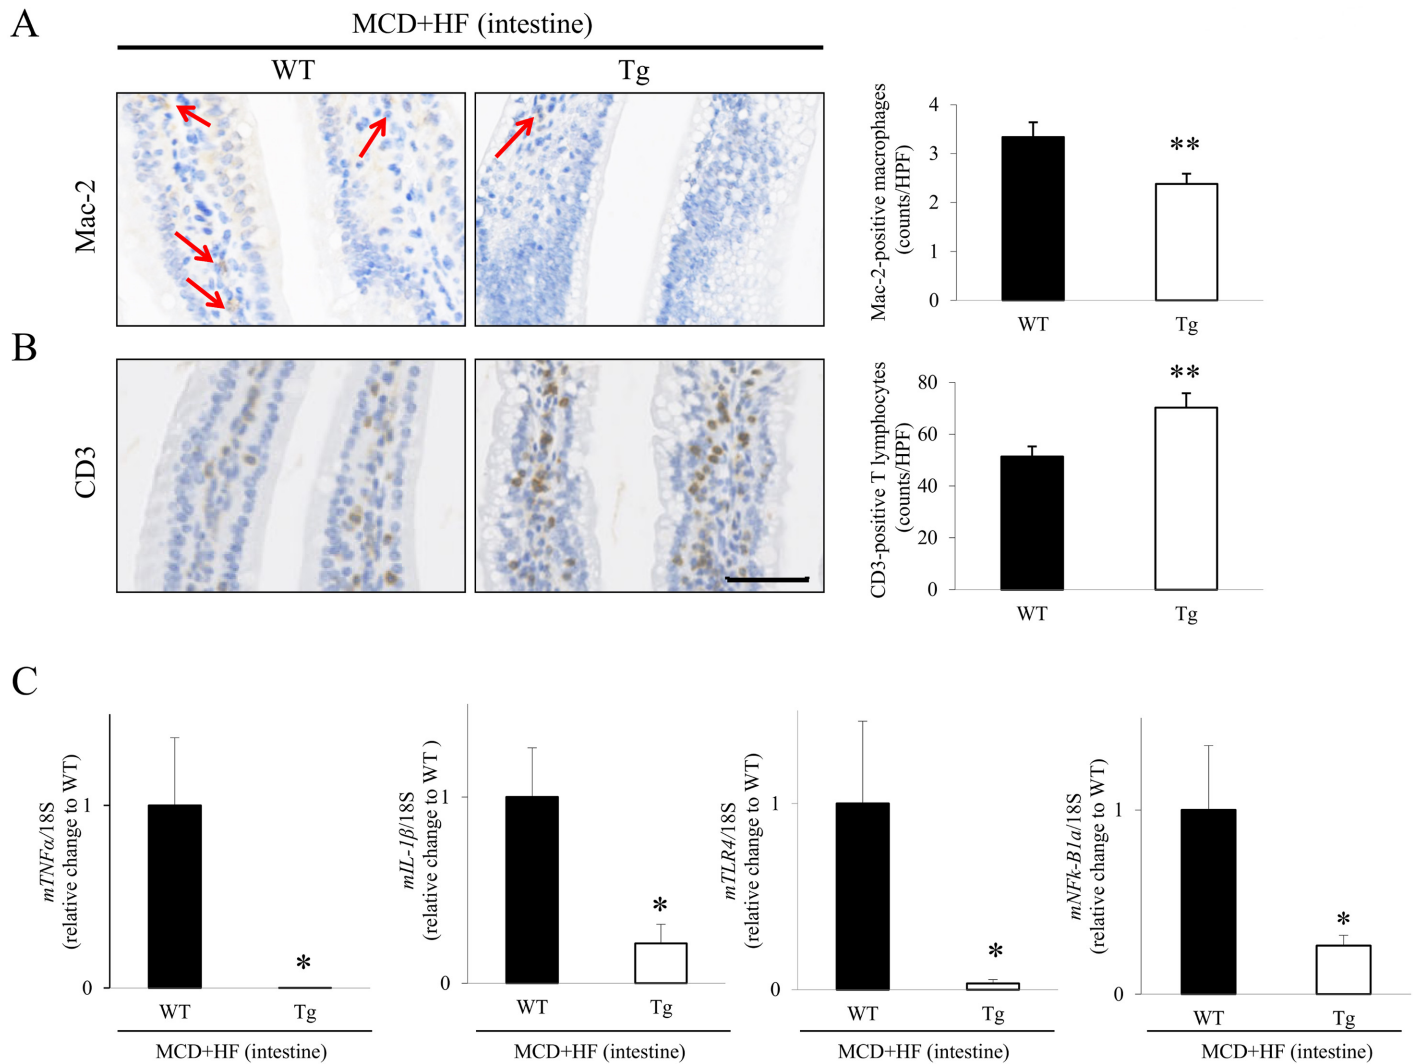 A
MCD+HF (intestine)
WT
Tg
Mac-2
Mac-2-positive macrophages
(counts/HPF)
4
3
2
1
0
**
WT
Tg
B
CD3
CD3-positive T lymphocytes
(counts/HPF)
80
60
40
20
0
**
WT
Tg
C
mTNFα/18S
(relative change to WT)
1
0
*
WT
Tg
MCD+HF (intestine)
mIL-1β/18S
(relative change to WT )
1
0
*
WT
Tg
MCD+HF (intestine)
mTLR4/18S
(relative change to WT)
1
0
*
WT
Tg
MCD+HF (intestine)
mNFk-B1a/18S
(relative change to WT)
1
0
*
WT
Tg
MCD+HF (intestine)